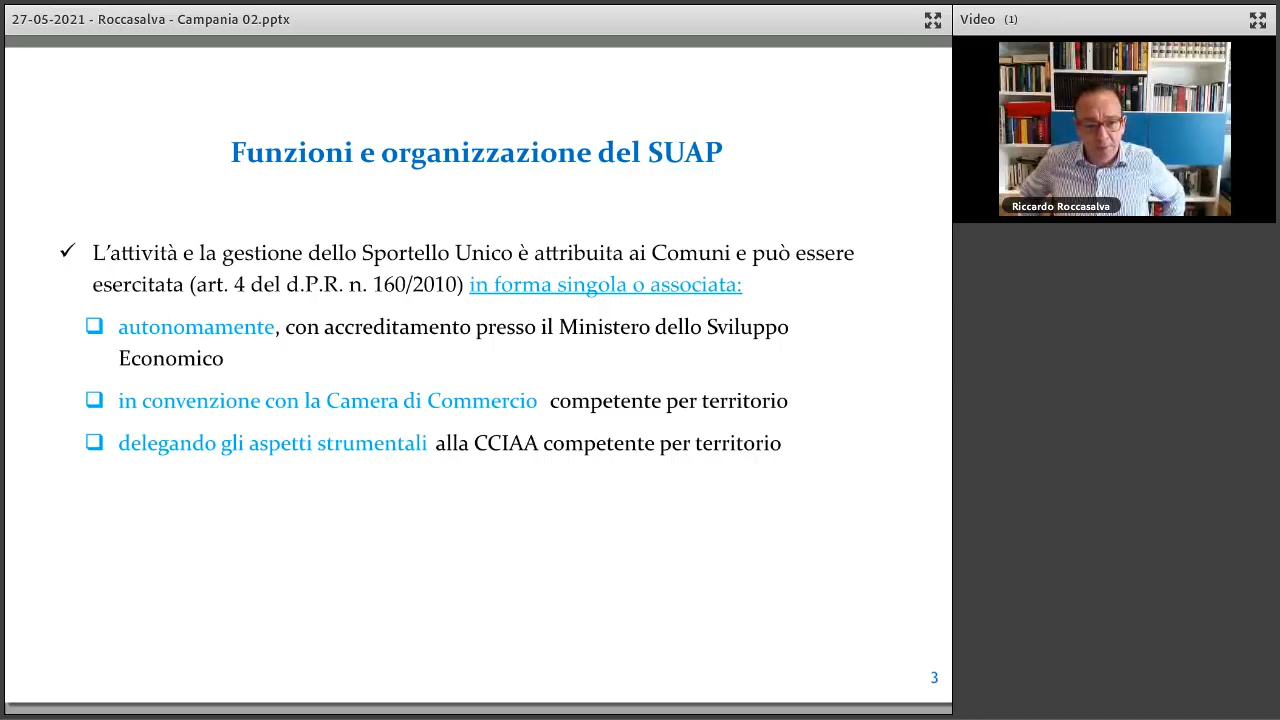 27-05-2021 - Roccasalva - Campania 02.pptx
Video (1)
Riccardo Roccasalva
Funzioni e organizzazione del SUAP
✓ L’attività e la gestione dello Sportello Unico è attribuita ai Comuni e può essere
esercitata (art. 4 del d.P.R. n. 160/2010) in forma singola o associata:
❑ autonomamente, con accreditamento presso il Ministero dello Sviluppo
Economico
❑ in convenzione con la Camera di Commercio competente per territorio
❑ delegando gli aspetti strumentali alla CCIAA competente per territorio
3